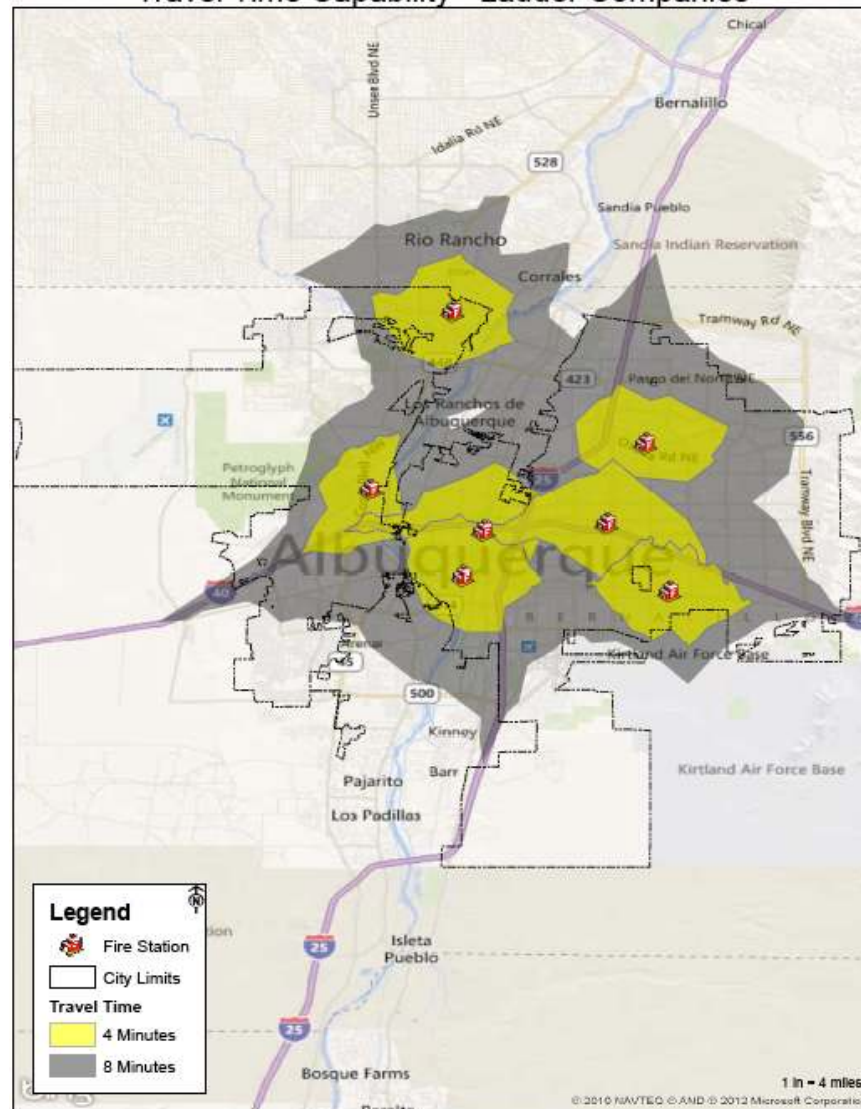 Travel Time Capability - Ladder Companies
Chical
Unser Blvd NE
Bernalillo
Idalia Rd NE
528
Sandia Pueblo
Rio Rancho
Sandia Indian Reservation
Corrales
Tramway Rd NE
423
Paseo del Norte NE
Los Ranchos de
Albuquerque
556
Petroglyph
National
Monument
25
Tramway Blvd NE
Albuquerque
40
Kirtland Air Force Base
500
Kinney
Barr
Kirtland Air Force Base
Pajarito
Los Padillas
Legend
Fire Station
City Limits
Travel Time
4 Minutes
8 Minutes
N
25
Isleta
Pueblo
25
Bosque Farms
1 in = 4 miles
bing
© 2010 NAVTEQ © AND © 2012 Microsoft Corporation